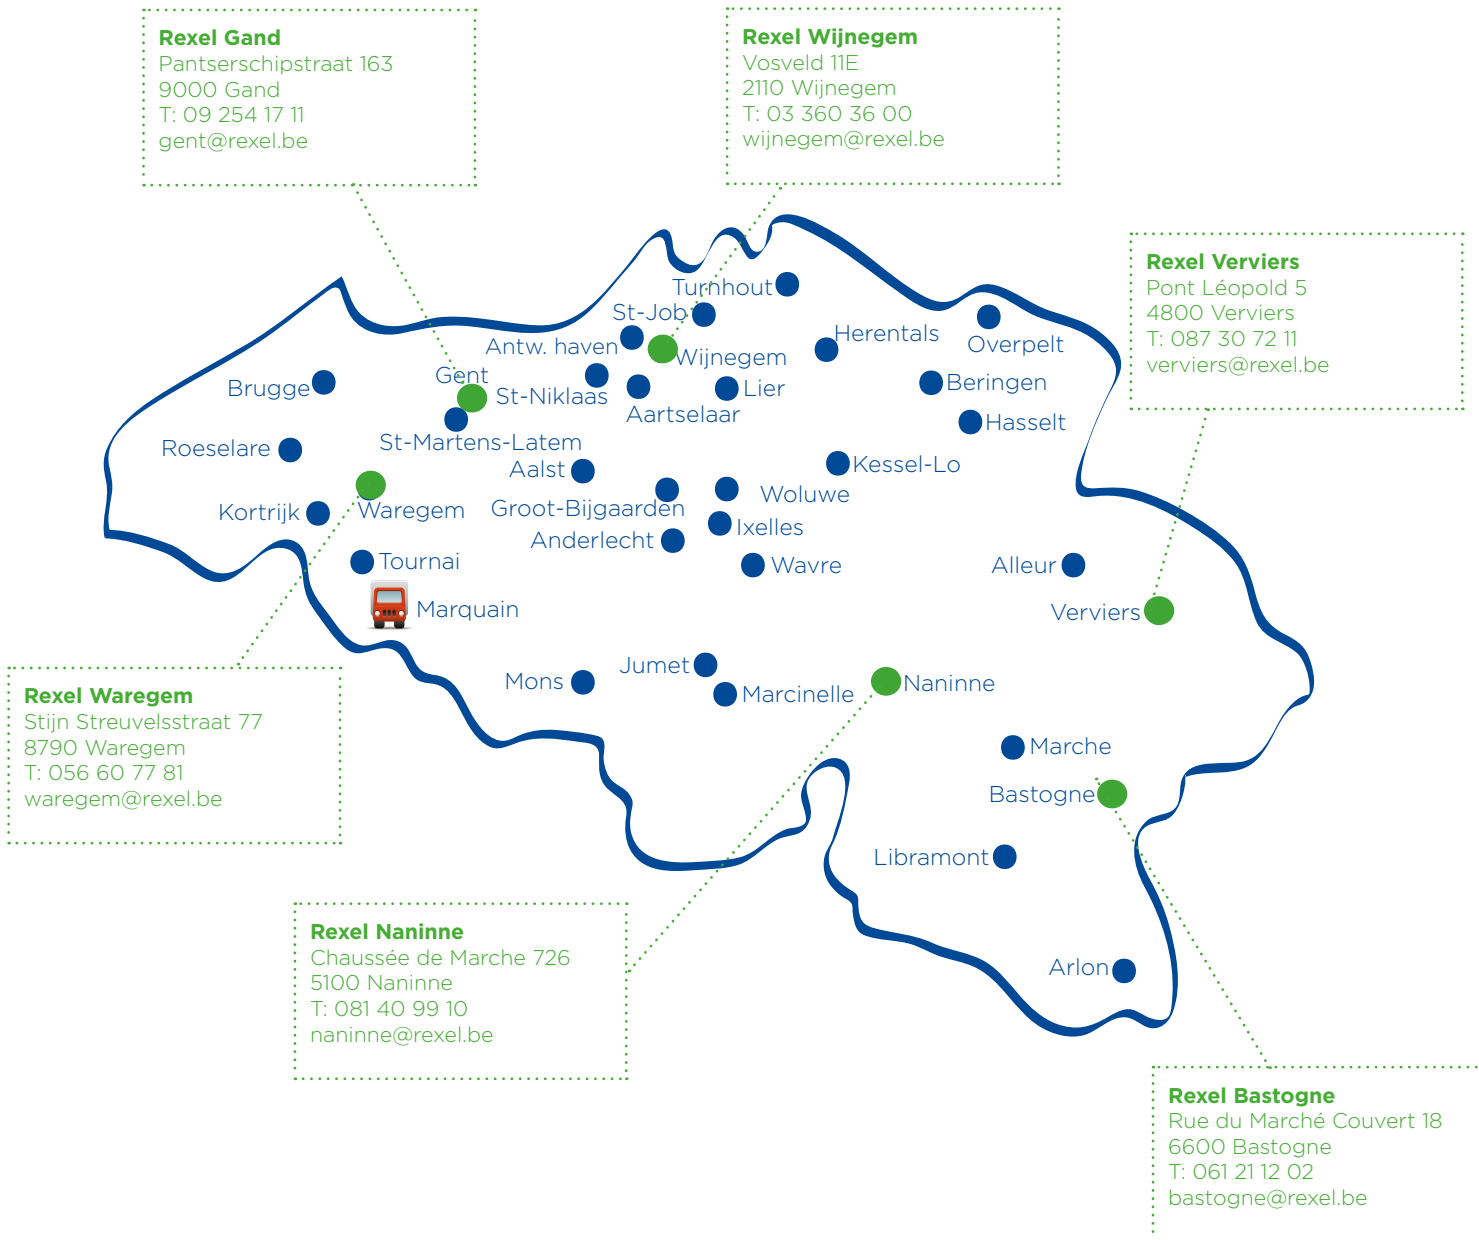 Rexel Gand
Pantserschipstraat 163
9000 Gand
T: 09 254 17 11
gent@rexel.be
Rexel Wijnegem
Vosveld 11E
2110 Wijnegem
T: 03 360 36 00
wijnegem@rexel.be
Rexel Verviers
Pont Léopold 5
4800 Verviers
T: 087 30 72 11
verviers@rexel.be
Turnhout
St-Job
Herentals
Overpelt
Antw. haven
Wijnegem
Gent
Brugge
St-Niklaas
Lier
Beringen
Aartselaar
Hasselt
St-Martens-Latem
Roeselare
Aalst
Kessel-Lo
Woluwe
Groot-Bijgaarden
Waregem
Kortrijk
Ixelles
Anderlecht
Tournai
Wavre
Alleur
Marquain
Verviers
Jumet
Mons
Marcinelle
Naninne
Marche
Bastogne
Libramont
Arlon
Rexel Waregem
Stijn Streuvelsstraat 77
8790 Waregem
T: 056 60 77 81
waregem@rexel.be
Rexel Naninne
Chaussée de Marche 726
5100 Naninne
T: 081 40 99 10
naninne@rexel.be
Rexel Bastogne
Rue du Marché Couvert 18
6600 Bastogne
T: 061 21 12 02
bastogne@rexel.be